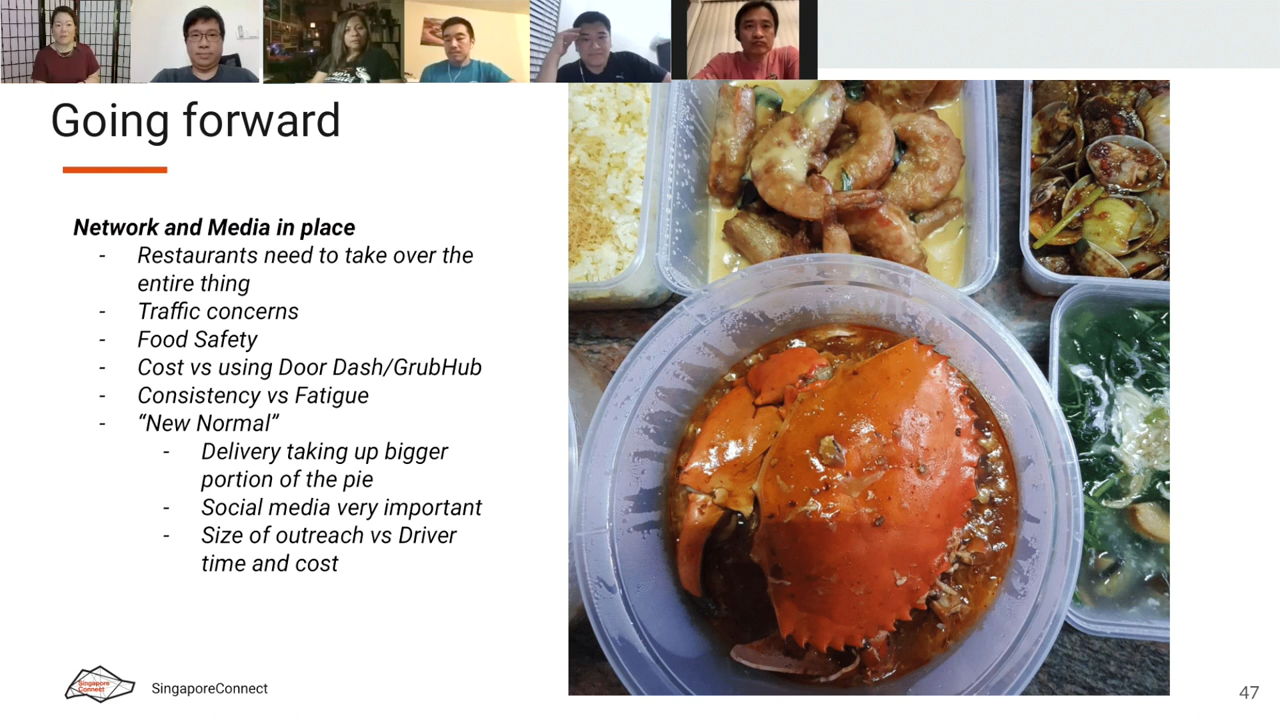 Going forward
Network and Media in place
- Restaurants need to take over the
entire thing
- Traffic concerns
- Food Safety
- Cost vs using Door Dash/GrubHub
- Consistency vs Fatigue
- “New Normal”
- Delivery taking up bigger
portion of the pie
- Social media very important
- Size of outreach vs Driver
time and cost
Singapore
Connect
SingaporeConnect
47